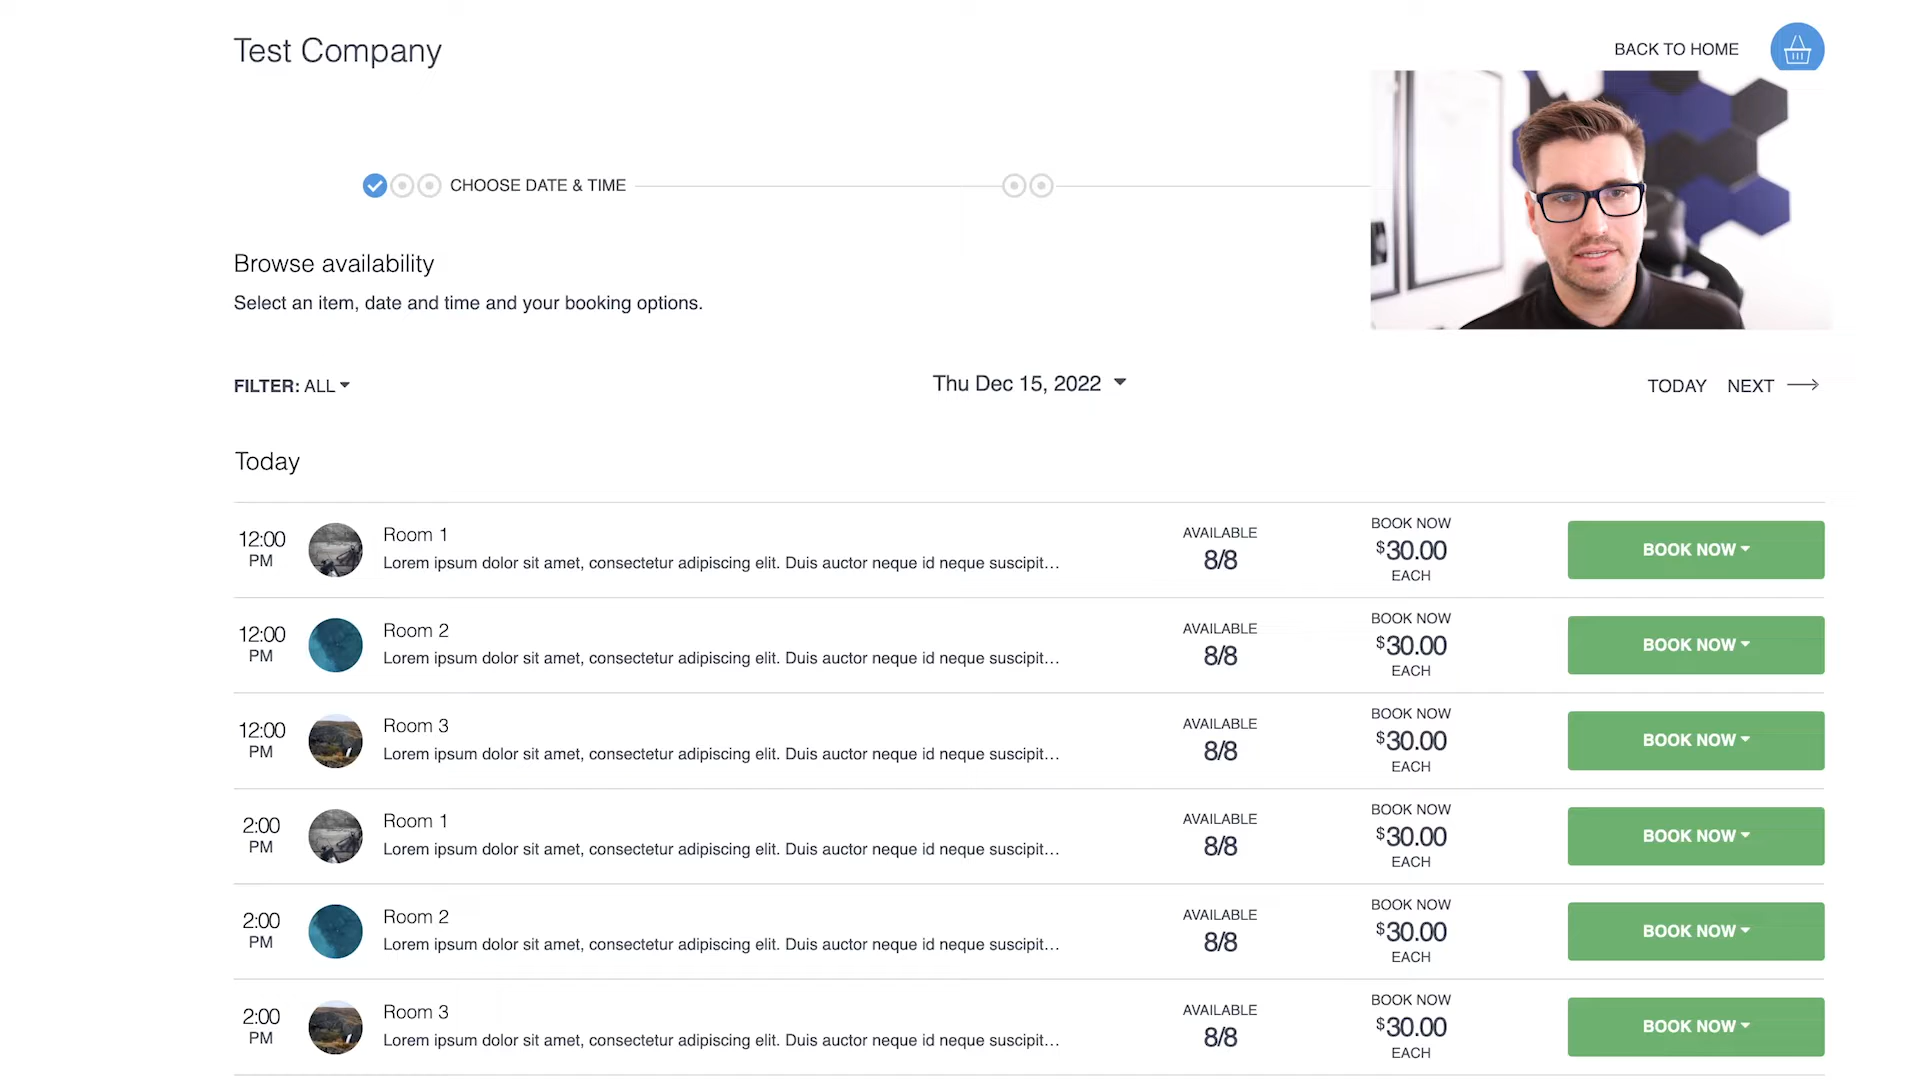 Test Company
BACK TO HOME
CHOOSE DATE & TIME
Browse availability
Select an item, date and time and your booking options.
FILTER: ALL
Thu Dec 15, 2022
TODAY NEXT
Today
12:00 PM
Room 1
Lorem ipsum dolor sit amet, consectetur adipiscing elit. Duis auctor neque id neque suscipit…
AVAILABLE
8/8
BOOK NOW
$30.00
EACH
BOOK NOW
12:00 PM
Room 2
Lorem ipsum dolor sit amet, consectetur adipiscing elit. Duis auctor neque id neque suscipit…
AVAILABLE
8/8
BOOK NOW
$30.00
EACH
BOOK NOW
12:00 PM
Room 3
Lorem ipsum dolor sit amet, consectetur adipiscing elit. Duis auctor neque id neque suscipit…
AVAILABLE
8/8
BOOK NOW
$30.00
EACH
BOOK NOW
2:00 PM
Room 1
Lorem ipsum dolor sit amet, consectetur adipiscing elit. Duis auctor neque id neque suscipit…
AVAILABLE
8/8
BOOK NOW
$30.00
EACH
BOOK NOW
2:00 PM
Room 2
Lorem ipsum dolor sit amet, consectetur adipiscing elit. Duis auctor neque id neque suscipit…
AVAILABLE
8/8
BOOK NOW
$30.00
EACH
BOOK NOW
2:00 PM
Room 3
Lorem ipsum dolor sit amet, consectetur adipiscing elit. Duis auctor neque id neque suscipit…
AVAILABLE
8/8
BOOK NOW
$30.00
EACH
BOOK NOW